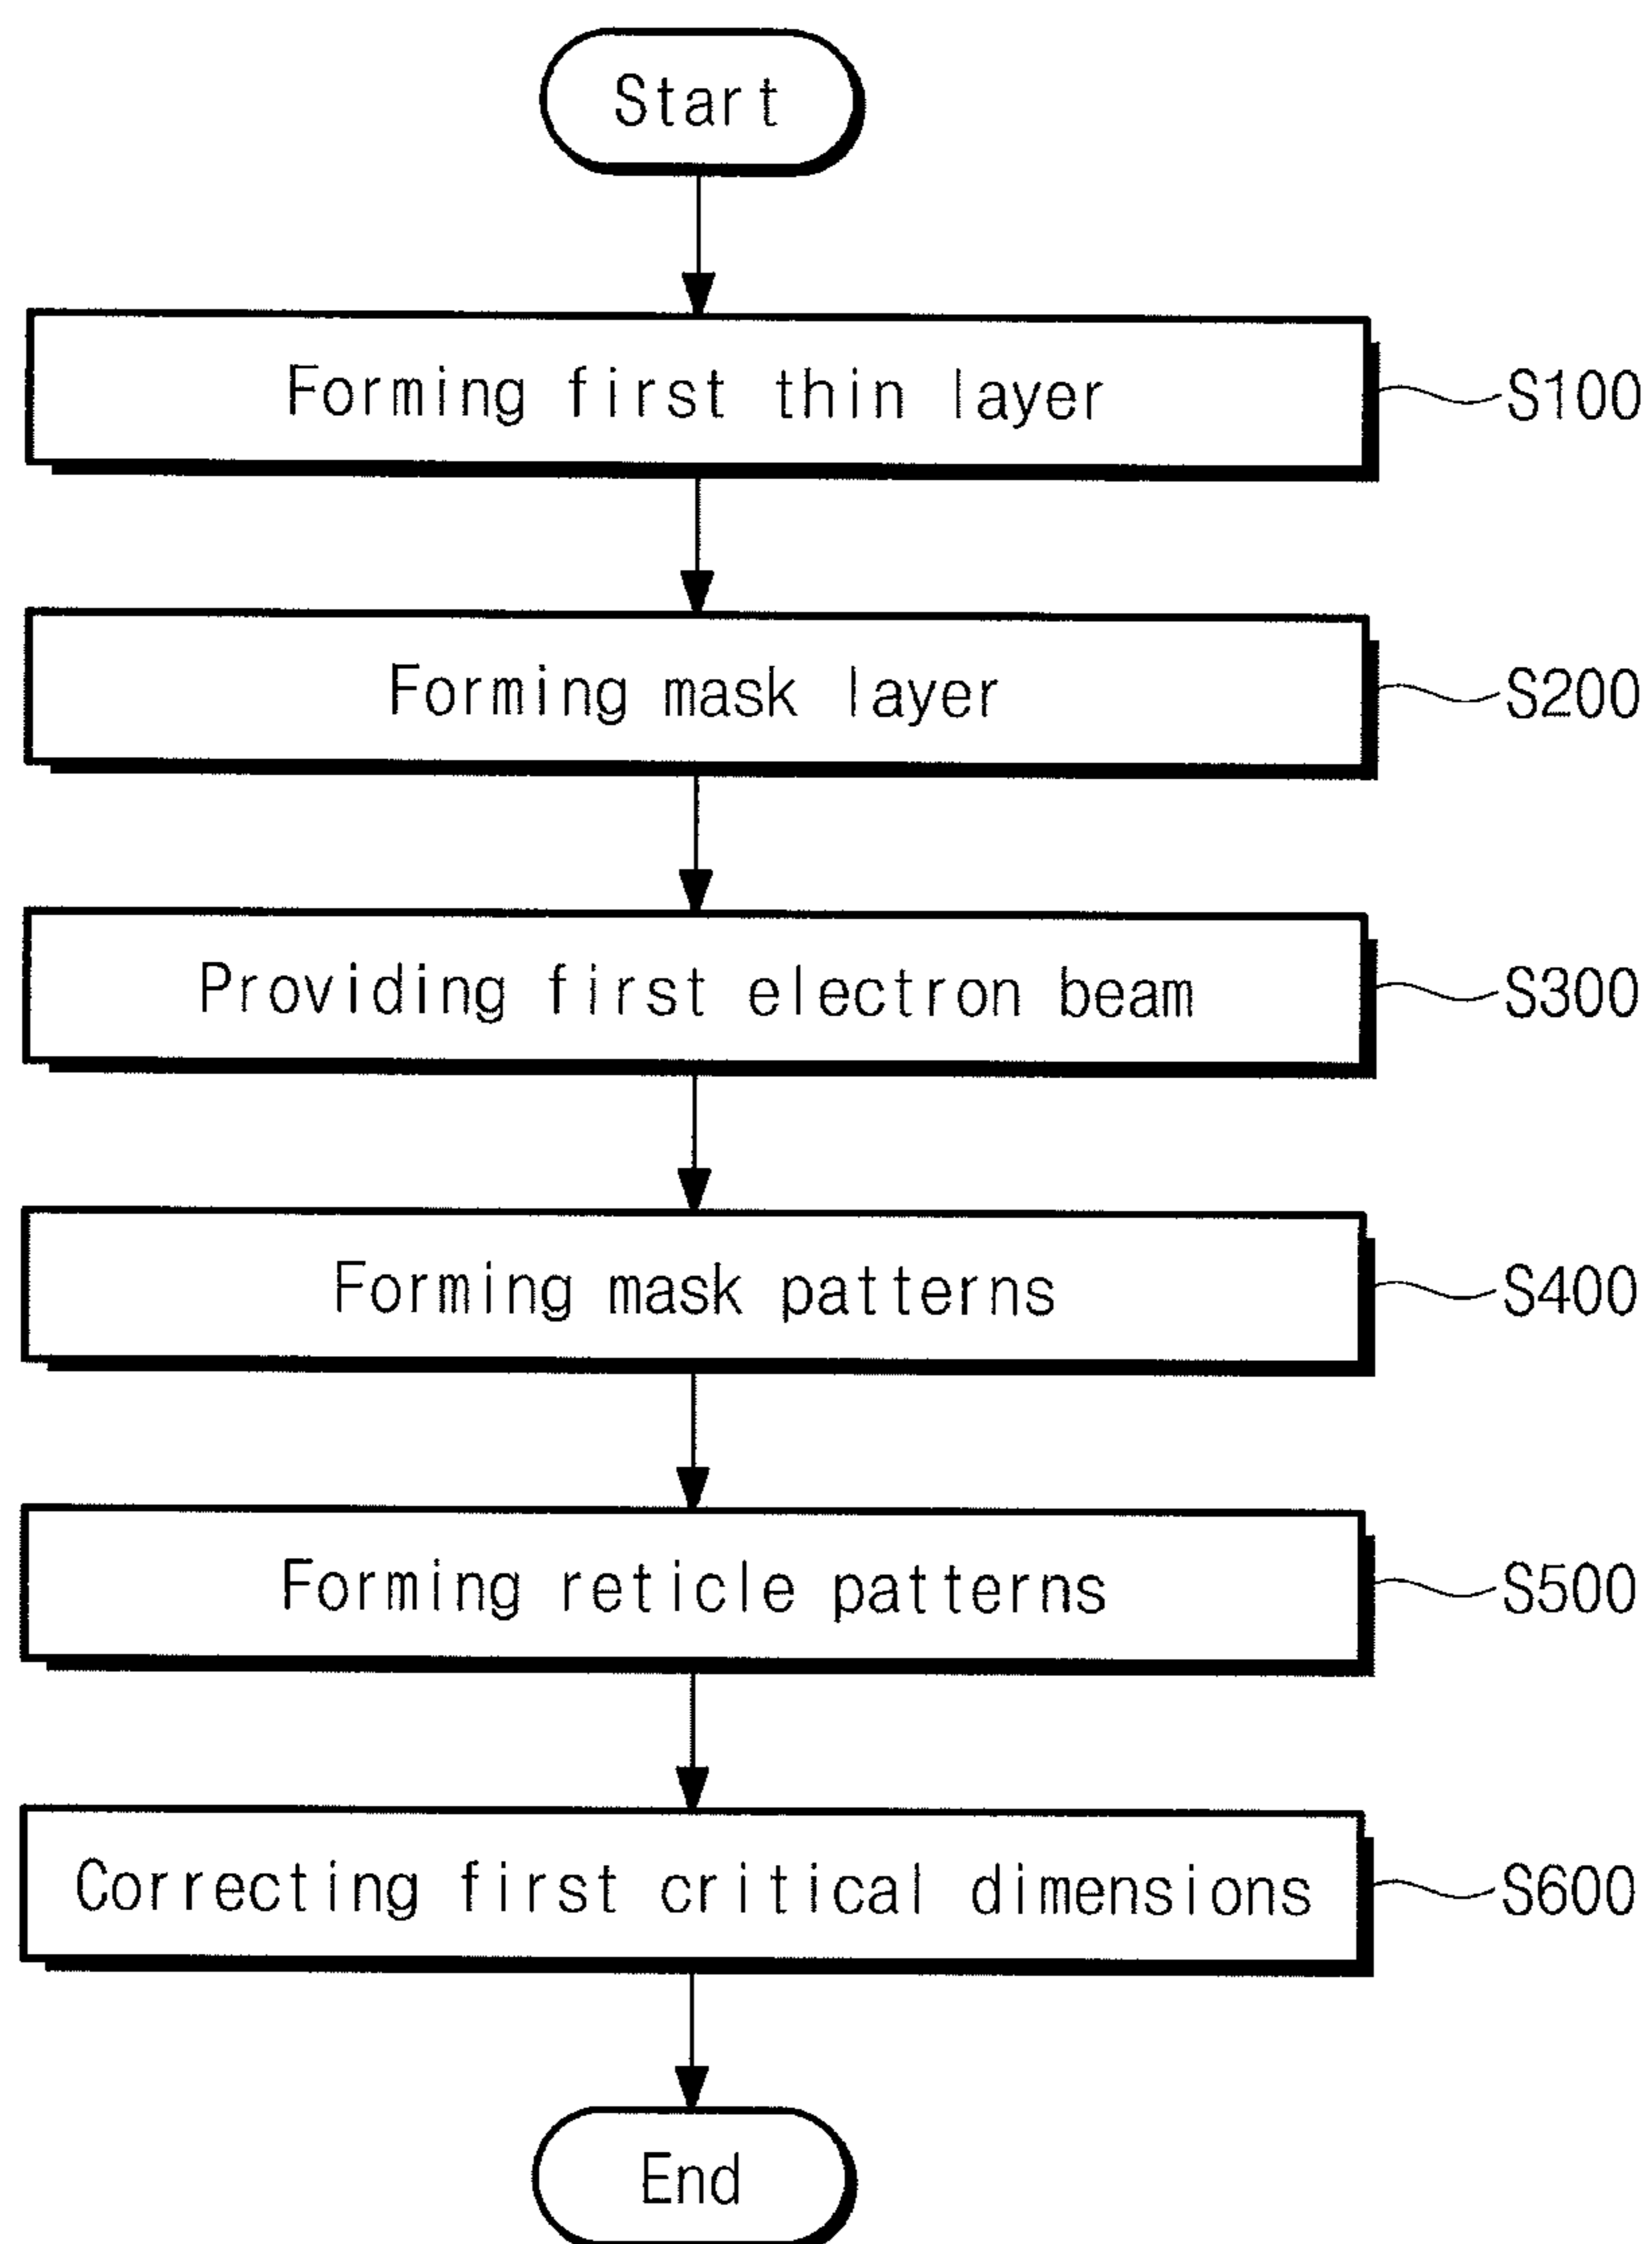 Start
Forming first thin layer
S100
Forming mask layer
S200
Providing first electron beam
S300
Forming mask patterns
S400
Forming reticle patterns
S500
Correcting first critical dimensions
S600
End